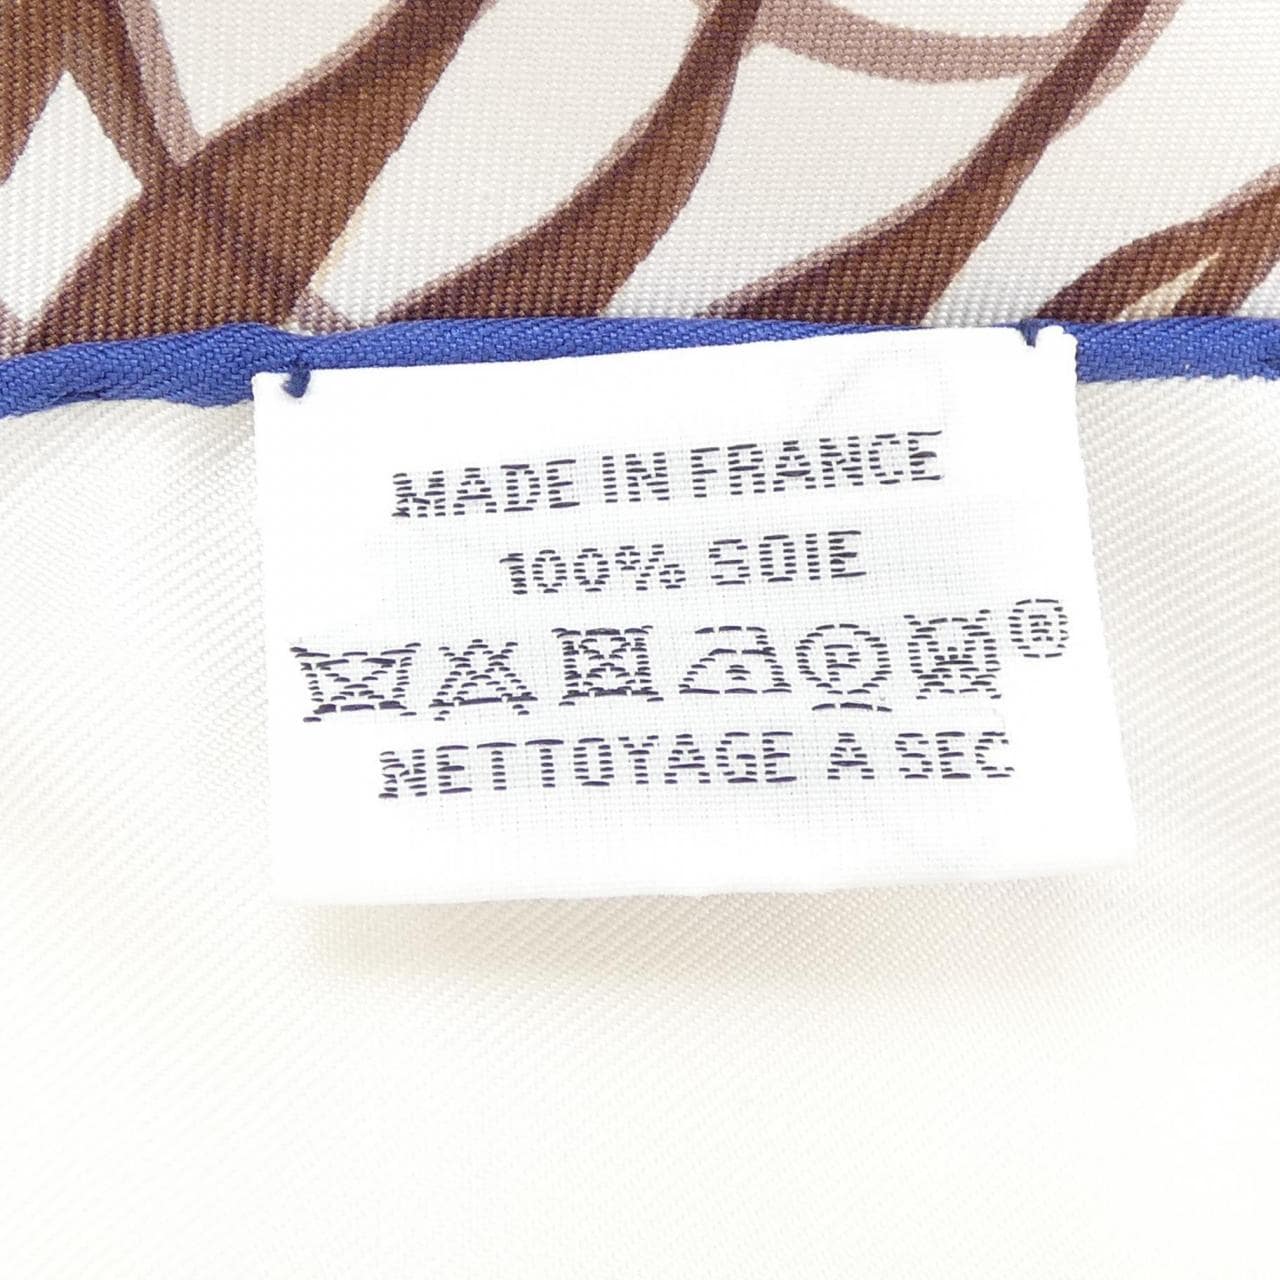 MADE IN FRANCE
100% SOIE
P W ®
NETTOYAGE A SEC